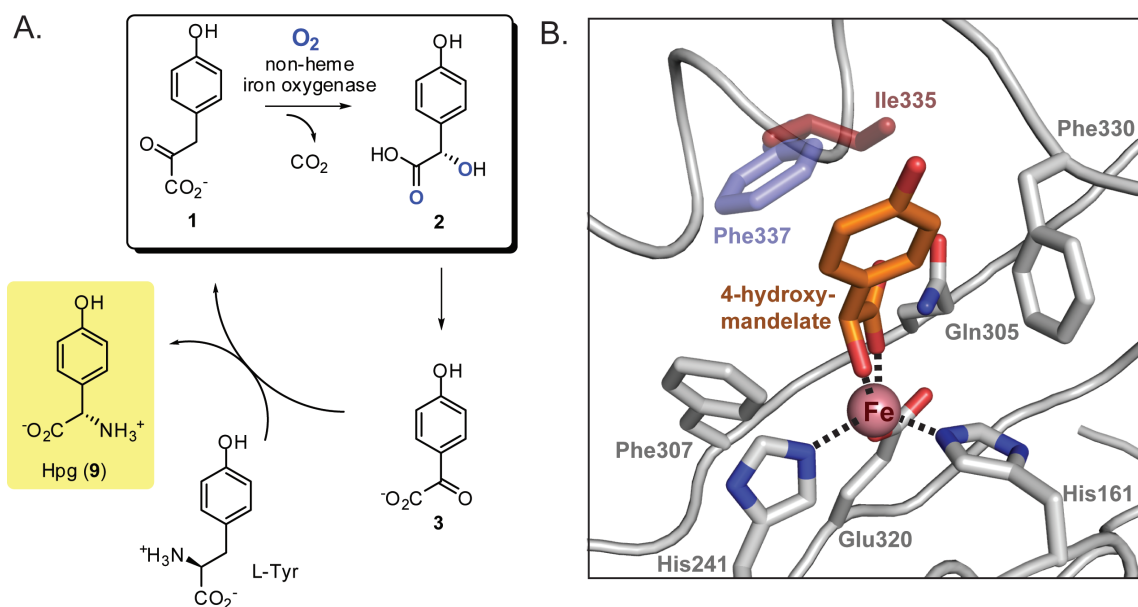 A.
OH
O
CO₂⁻
1
O₂
non-heme
iron oxygenase
CO₂
OH
HO
O
OH
2
OH
⁻O₂C
NH₃⁺
Hpg (9)
OH
⁻O₂C
O
3
OH
⁺H₃N
CO₂⁻
L-Tyr
B.
Ile335
Phe330
Phe337
4-hydroxy-
mandelate
Gln305
Fe
Phe307
His161
Glu320
His241